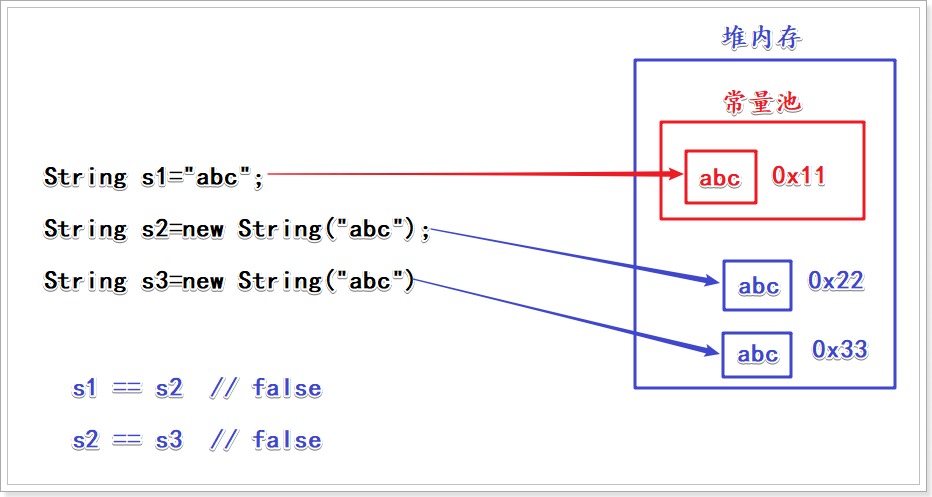 堆内存
常量池
String s1="abc";
abc 0x11
String s2=new String("abc");
abc 0x22
String s3=new String("abc")
abc 0x33
s1 == s2 // false
s2 == s3 // false